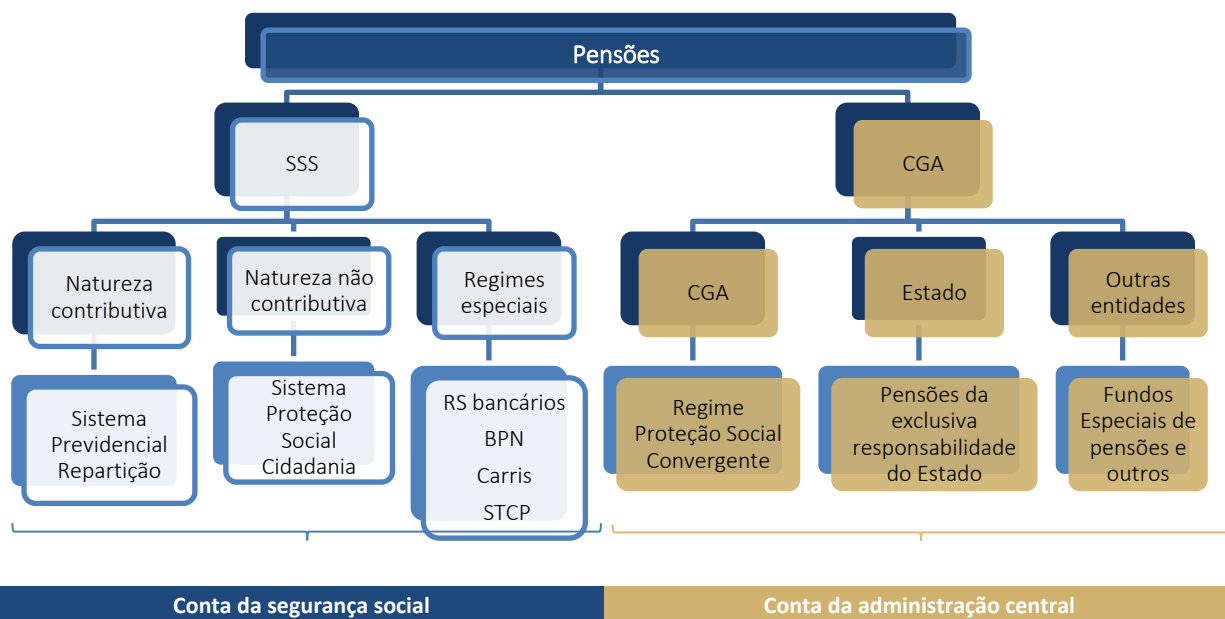 Pensões
SSS
CGA
Natureza
contributiva
Natureza não
contributiva
Regimes
especiais
CGA
Estado
Outras
entidades
Sistema
Previdencial
Repartição
Sistema
Proteção
Social
Cidadania
RS bancários
BPN
Carris
STCP
Regime
Proteção Social
Convergente
Pensões da
exclusiva
responsabilidade
do Estado
Fundos
Especiais de
pensões e
outros
Conta da segurança social
Conta da administração central